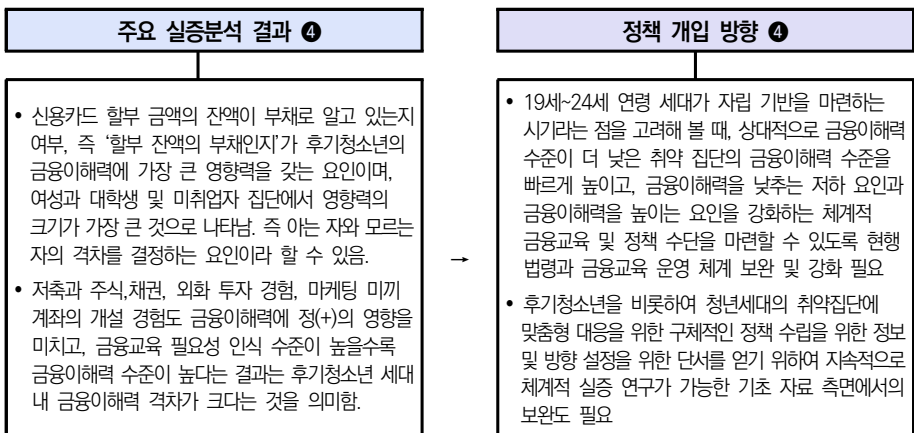 주요 실증분석 결과 ❹
• 신용카드 할부 금액의 잔액이 부채로 알고 있는지
여부, 즉 ‘할부 잔액의 부채인지’가 후기청소년의
금융이해력에 가장 큰 영향력을 갖는 요인이며,
여성과 대학생 및 미취업자 집단에서 영향력의
크기가 가장 큰 것으로 나타남. 즉 아는 자와 모르는
자의 격차를 결정하는 요인이라 할 수 있음.
• 저축과 주식,채권, 외화 투자 경험, 마케팅 미끼
계좌의 개설 경험도 금융이해력에 정(+)의 영향을
미치고, 금융교육 필요성 인식 수준이 높을수록
금융이해력 수준이 높다는 결과는 후기청소년 세대
내 금융이해력 격차가 크다는 것을 의미함.
→
정책 개입 방향 ❹
• 19세~24세 연령 세대가 자립 기반을 마련하는
시기라는 점을 고려해 볼 때, 상대적으로 금융이해력
수준이 더 낮은 취약 집단의 금융이해력 수준을
빠르게 높이고, 금융이해력을 낮추는 저하 요인과
금융이해력을 높이는 요인을 강화하는 체계적
금융교육 및 정책 수단을 마련할 수 있도록 현행
법령과 금융교육 운영 체계 보완 및 강화 필요
• 후기청소년을 비롯하여 청년세대의 취약집단에
맞춤형 대응을 위한 구체적인 정책 수립을 위한 정보
및 방향 설정을 위한 단서를 얻기 위하여 지속적으로
체계적 실증 연구가 가능한 기초 자료 측면에서의
보완도 필요